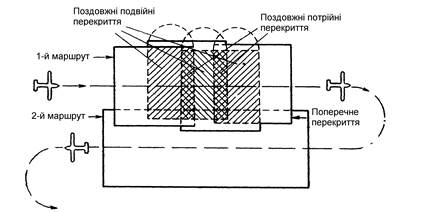 Поздовжні подвійні
перекриття
Поздовжні потрійні
перекриття
1-й маршрут
2-й маршрут
Поперечне
перекриття